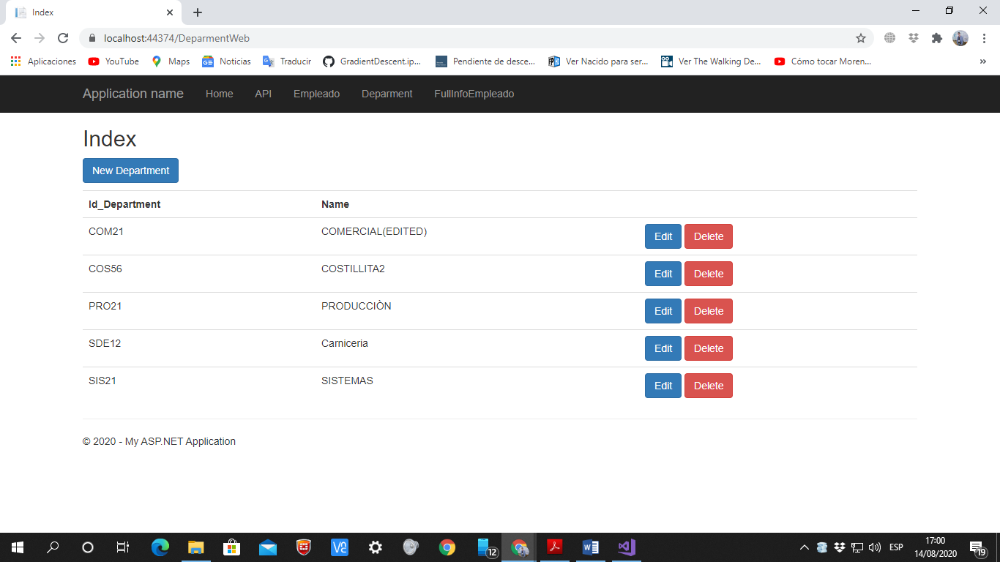 Index
localhost:44374/DeparmentWeb
Aplicaciones YouTube Maps Noticias Traducir GradientDescent.ip... Pendiente de desce... Ver Nacido para ser... Ver The Walking De... Cómo tocar Moren... »
Application name Home API Empleado Deparment FullInfoEmpleado
Index
New Department
Id_Department Name
COM21 COMERCIAL(EDITED) Edit Delete
COS56 COSTILLITA2 Edit Delete
PRO21 PRODUCCIÒN Edit Delete
SDE12 Carniceria Edit Delete
SIS21 SISTEMAS Edit Delete
© 2020 - My ASP.NET Application
12 ESP 17:00 19
14/08/2020